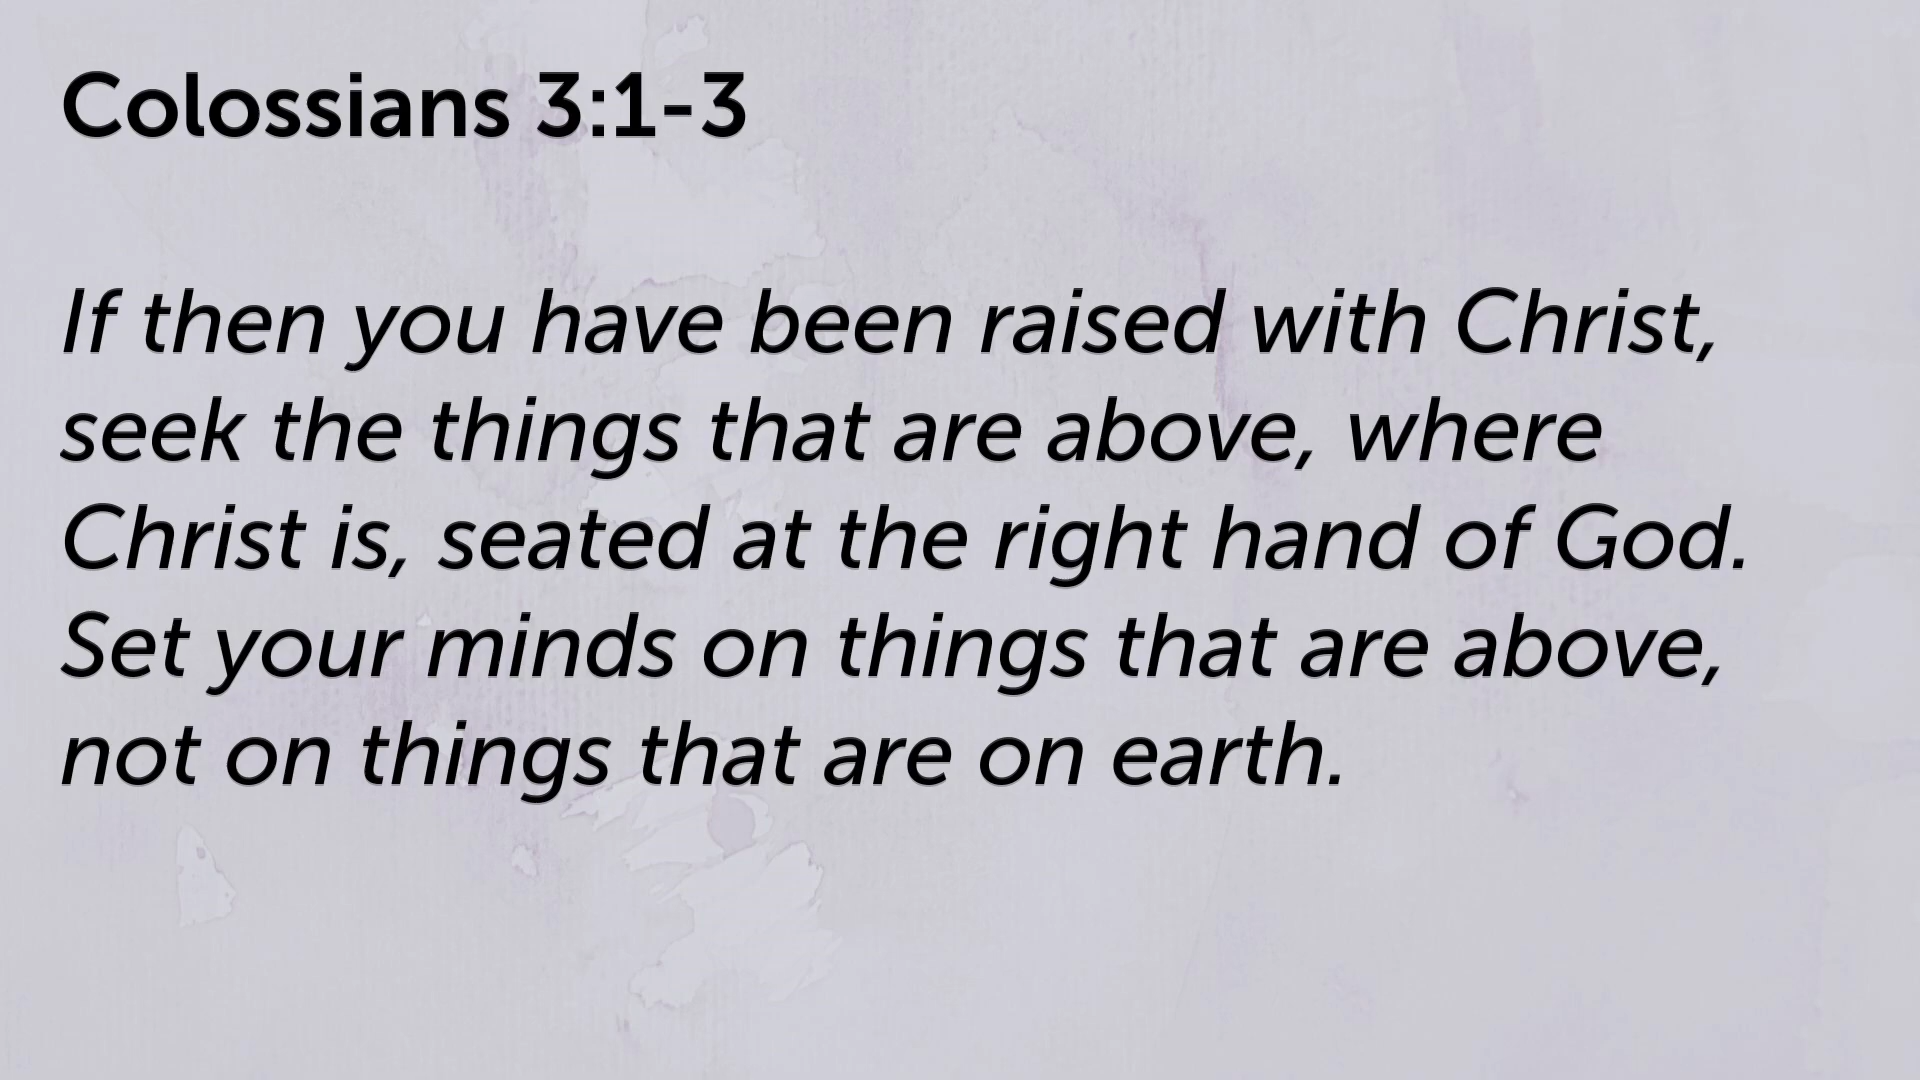 Colossians 3:1-3
If then you have been raised with Christ,
seek the things that are above, where
Christ is, seated at the right hand of God.
Set your minds on things that are above,
not on things that are on earth.